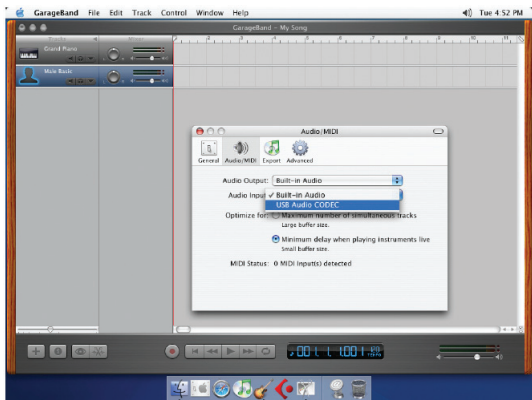 GarageBand File Edit Track Control Window Help Tue 4:52 PM
GarageBand - My Song
Tracks Mixer
Grand Piano
Male Basic
Audio/MIDI
General Audio/MIDI Export Advanced
Audio Output: Built-in Audio
Audio Input ✓ Built-in Audio
USB Audio CODEC
Optimize for: Maximum number of simultaneous tracks
Large buffer size.
Minimum delay when playing instruments live
Small buffer size.
MIDI Status: 0 MIDI Input(s) detected